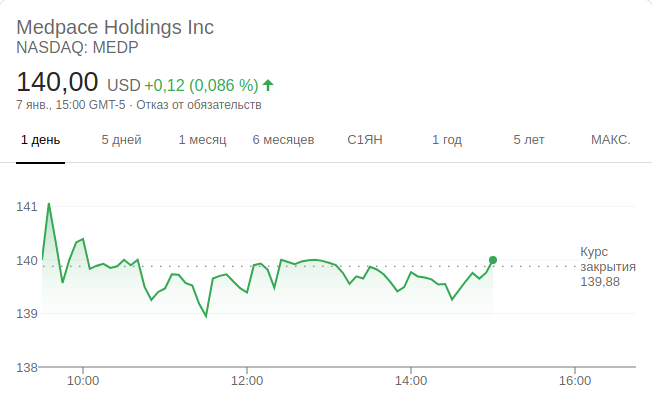 Medpace Holdings Inc
NASDAQ: MEDP
140,00 USD +0,12 (0,086 %)
7 янв., 15:00 GMT-5 · Отказ от обязательств
1 день 5 дней 1 месяц 6 месяцев С1ЯН 1 год 5 лет МАКС.
141
140
139
138
Курс
закрытия
139,88
10:00 12:00 14:00 16:00